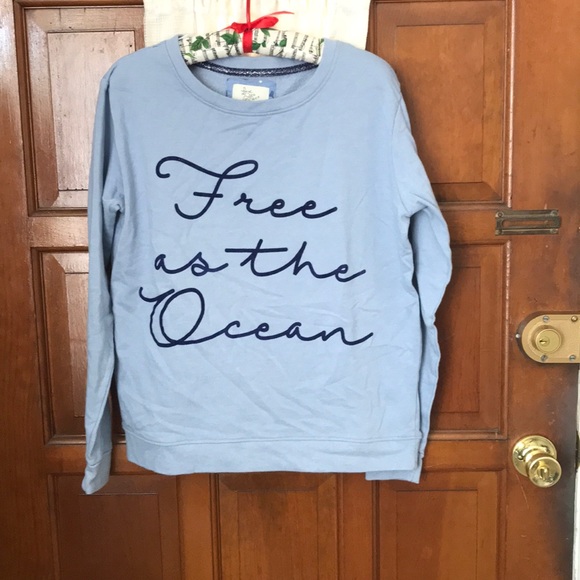 Free
as the
Ocean